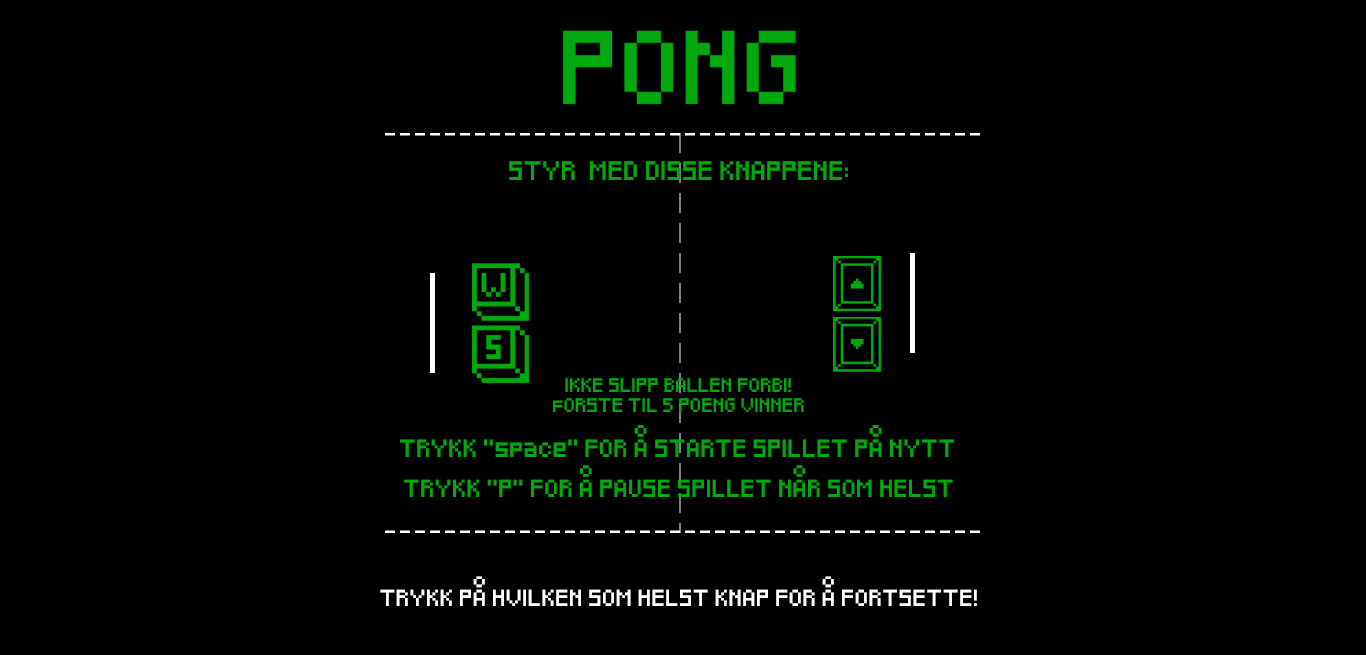 PONG
STYR MED DISSE KNAPPENE:
W
S
IKKE SLIPP BALLEN FORBI!
FORSTE TIL 5 POENG VINNER
TRYKK "space" FOR Å STARTE SPILLET PÅ NYTT
TRYKK "P" FOR Å PAUSE SPILLET NÅR SOM HELST
TRYKK PÅ HVILKEN SOM HELST KNAP FOR Å FORTSETTE!